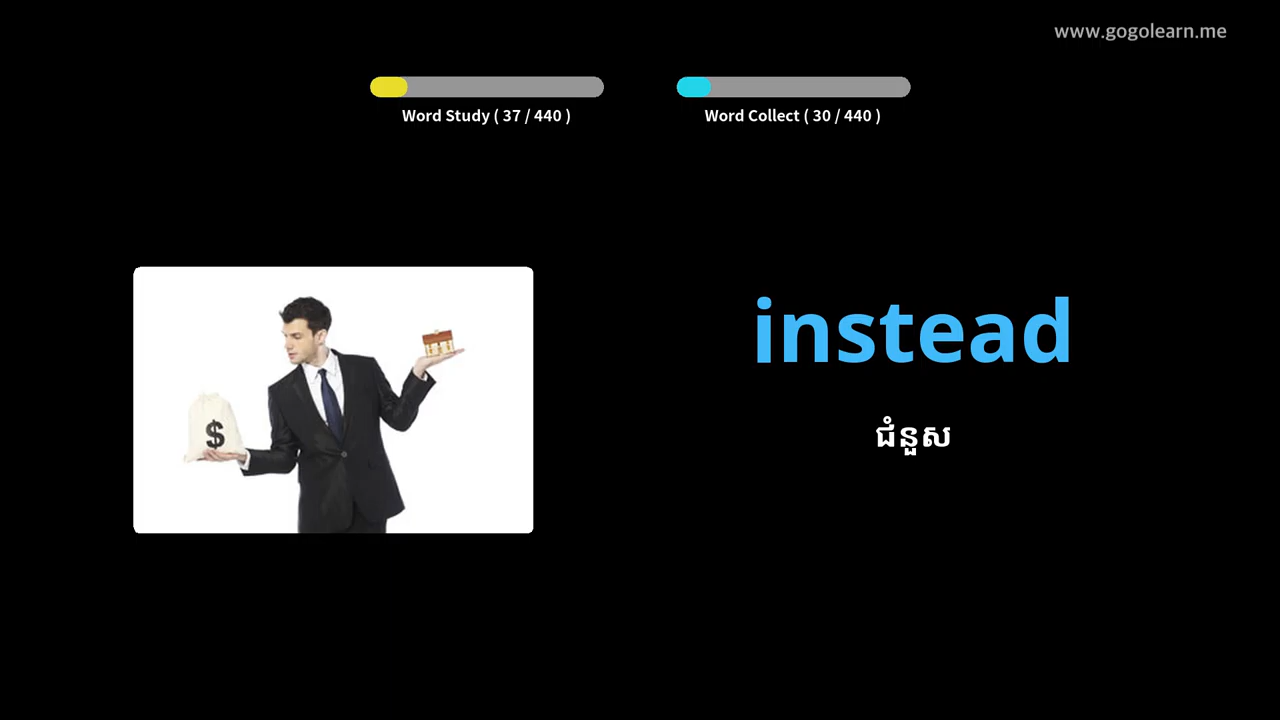 www.gogolearn.me
Word Study ( 37 / 440 )
Word Collect ( 30 / 440 )
$
instead
ជំនួស